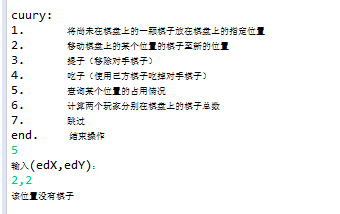 cuury:
1.    将尚未在棋盘上的一颗棋子放在棋盘上的指定位置
2.    移动棋盘上的某个位置的棋子至新的位置
3.    提子（移除对手棋子）
4.    吃子（使用己方棋子吃掉对手棋子）
5.    查询某个位置的占用情况
6.    计算两个玩家分别在棋盘上的棋子总数
7.    跳过
end.    结束操作
5
输入(edX,edY)：
2,2
该位置没有棋子